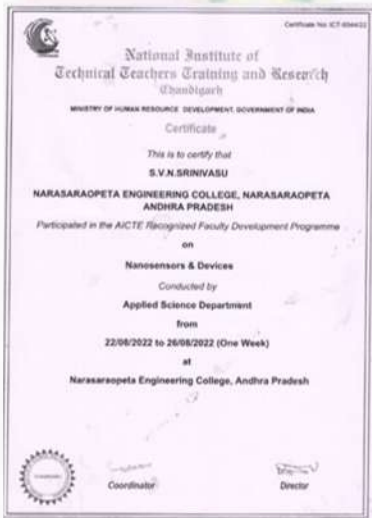 Certificate No: ICT-
National Institute of
Technical Teachers Training and Research
Chandigarh
MINISTRY OF HUMAN RESOURCE DEVELOPMENT, GOVERNMENT OF INDIA
Certificate
This is to certify that
S.V.N.SRINIVASU
NARASARAOPETA ENGINEERING COLLEGE, NARASARAOPETA
ANDHRA PRADESH
Participated in the AICTE Recognized Faculty Development Programme
on
Nanosensors & Devices
Conducted by
Applied Science Department
from
22/08/2022 to 26/08/2022 (One Week)
at
Narasaraopeta Engineering College, Andhra Pradesh
Coordinator
Director